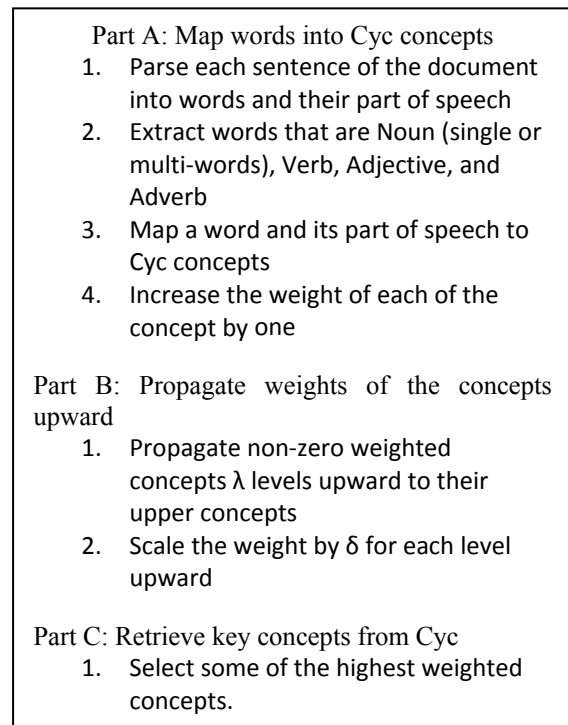 Part A: Map words into Cyc concepts
1. Parse each sentence of the document
into words and their part of speech
2. Extract words that are Noun (single or
multi-words), Verb, Adjective, and
Adverb
3. Map a word and its part of speech to
Cyc concepts
4. Increase the weight of each of the
concept by one
Part B: Propagate weights of the concepts
upward
1. Propagate non-zero weighted
concepts λ levels upward to their
upper concepts
2. Scale the weight by δ for each level
upward
Part C: Retrieve key concepts from Cyc
1. Select some of the highest weighted
concepts.